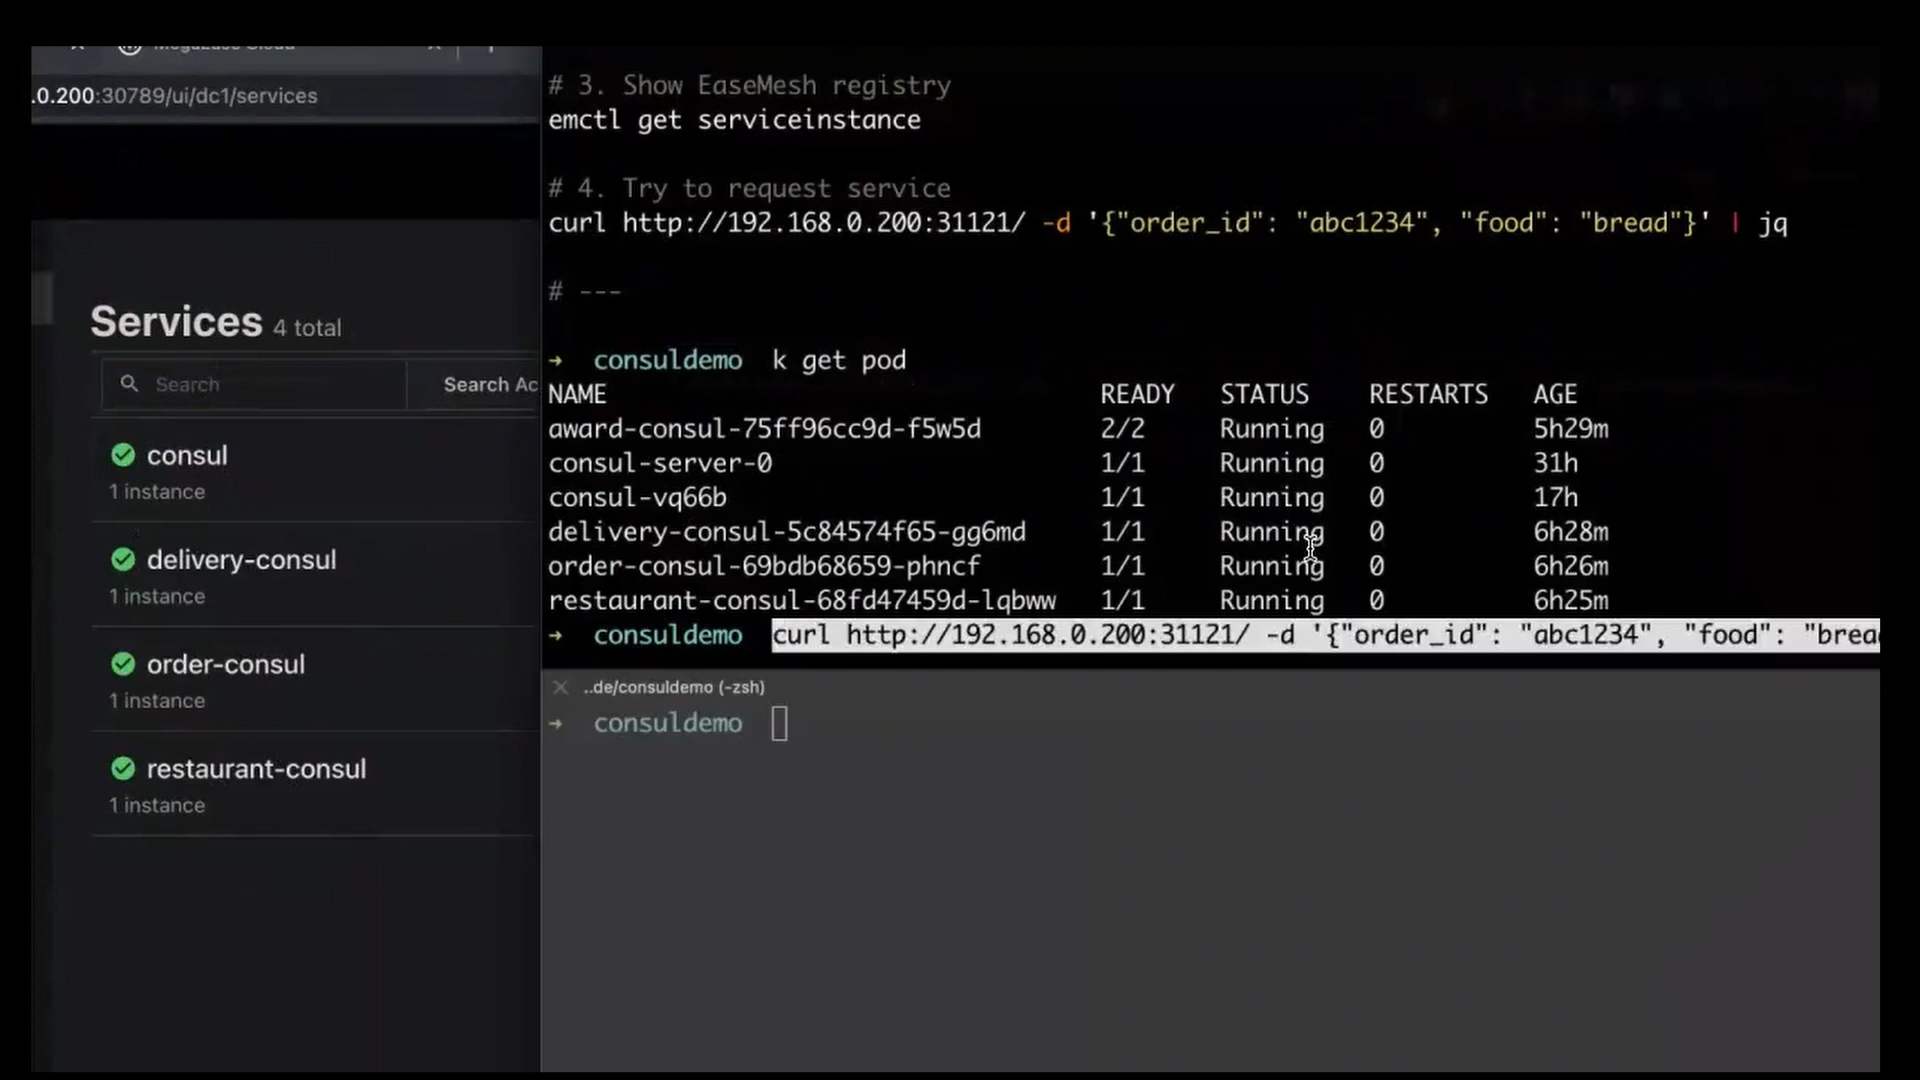 .0.200:30789/ui/dc1/services
Services 4 total
Search
Search Ac
consul
1 instance
delivery-consul
1 instance
order-consul
1 instance
restaurant-consul
1 instance
# 3. Show EaseMesh registry
emctl get serviceinstance
# 4. Try to request service
curl http://192.168.0.200:31121/ -d '{"order_id": "abc1234", "food": "bread"}' | jq
# ---
→ consuldemo k get pod
NAME READY STATUS RESTARTS AGE
award-consul-75ff96cc9d-f5w5d 2/2 Running 0 5h29m
consul-server-0 1/1 Running 0 31h
consul-vq66b 1/1 Running 0 17h
delivery-consul-5c84574f65-gg6md 1/1 Running 0 6h28m
order-consul-69bdb68659-phncf 1/1 Running 0 6h26m
restaurant-consul-68fd47459d-lqbww 1/1 Running 0 6h25m
→ consuldemo curl http://192.168.0.200:31121/ -d '{"order_id": "abc1234", "food": "brea
..de/consuldemo (-zsh)
→ consuldemo